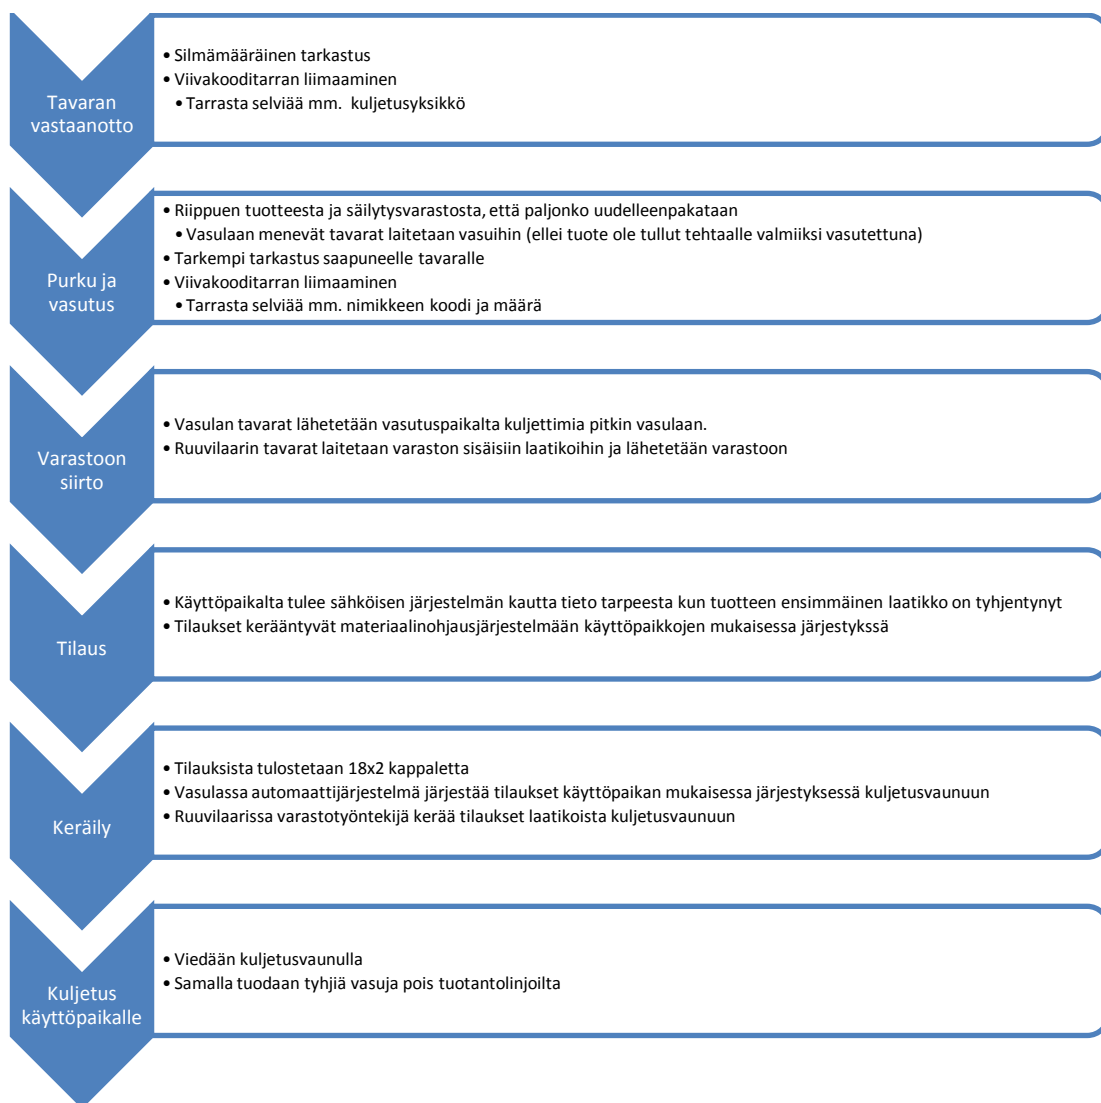 Tavaran
vastaanotto
• Silmämääräinen tarkastus
• Viivakooditarran liimaaminen
• Tarrasta selviää mm. kuljetusyksikkö
Purku ja
vasutus
• Riippuen tuotteesta ja säilytysvarastosta, että paljonko uudelleenpakataan
• Vasulaan menevät tavarat laitetaan vasuihin (ellei tuote ole tullut tehtaalle valmiiksi vasutettuna)
• Tarkempi tarkastus saapuneelle tavaralle
• Viivakooditarran liimaaminen
• Tarrasta selviää mm. nimikkeen koodi ja määrä
Varastoon
siirto
• Vasulan tavarat lähetetään vasutuspaikalta kuljettimia pitkin vasulaan.
• Ruuvilaarin tavarat laitetaan varaston sisäisiin laatikoihin ja lähetetään varastoon
Tilaus
• Käyttöpaikalta tulee sähköisen järjestelmän kautta tieto tarpeesta kun tuotteen ensimmäinen laatikko on tyhjentynyt
• Tilaukset kerääntyvät materiaalinohjausjärjestelmään käyttöpaikkojen mukaisessa järjestykssä
Keräily
• Tilauksista tulostetaan 18x2 kappaletta
• Vasulassa automaattijärjestelmä järjestää tilaukset käyttöpaikan mukaisessa järjestyksessä kuljetusvaunuun
• Ruuvilaarissa varastotyöntekijä kerää tilaukset laatikoista kuljetusvaunuun
Kuljetus
käyttöpaikalle
• Viedään kuljetusvaunulla
• Samalla tuodaan tyhjiä vasuja pois tuotantolinjoilta